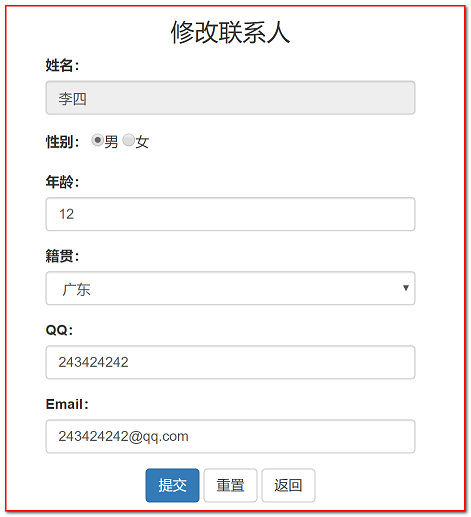 修改联系人
姓名：
李四
性别： 男 女
年龄：
12
籍贯：
广东
QQ：
243424242
Email：
243424242@qq.com
提交 重置 返回